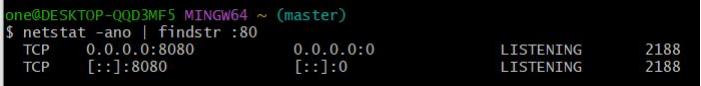 one@DESKTOP-QQD3MF5 MINGW64 ~ (master)
$ netstat -ano | findstr :80
TCP 0.0.0.0:8080 0.0.0.0:0 LISTENING 2188
TCP [::]:8080 [::]:0 LISTENING 2188